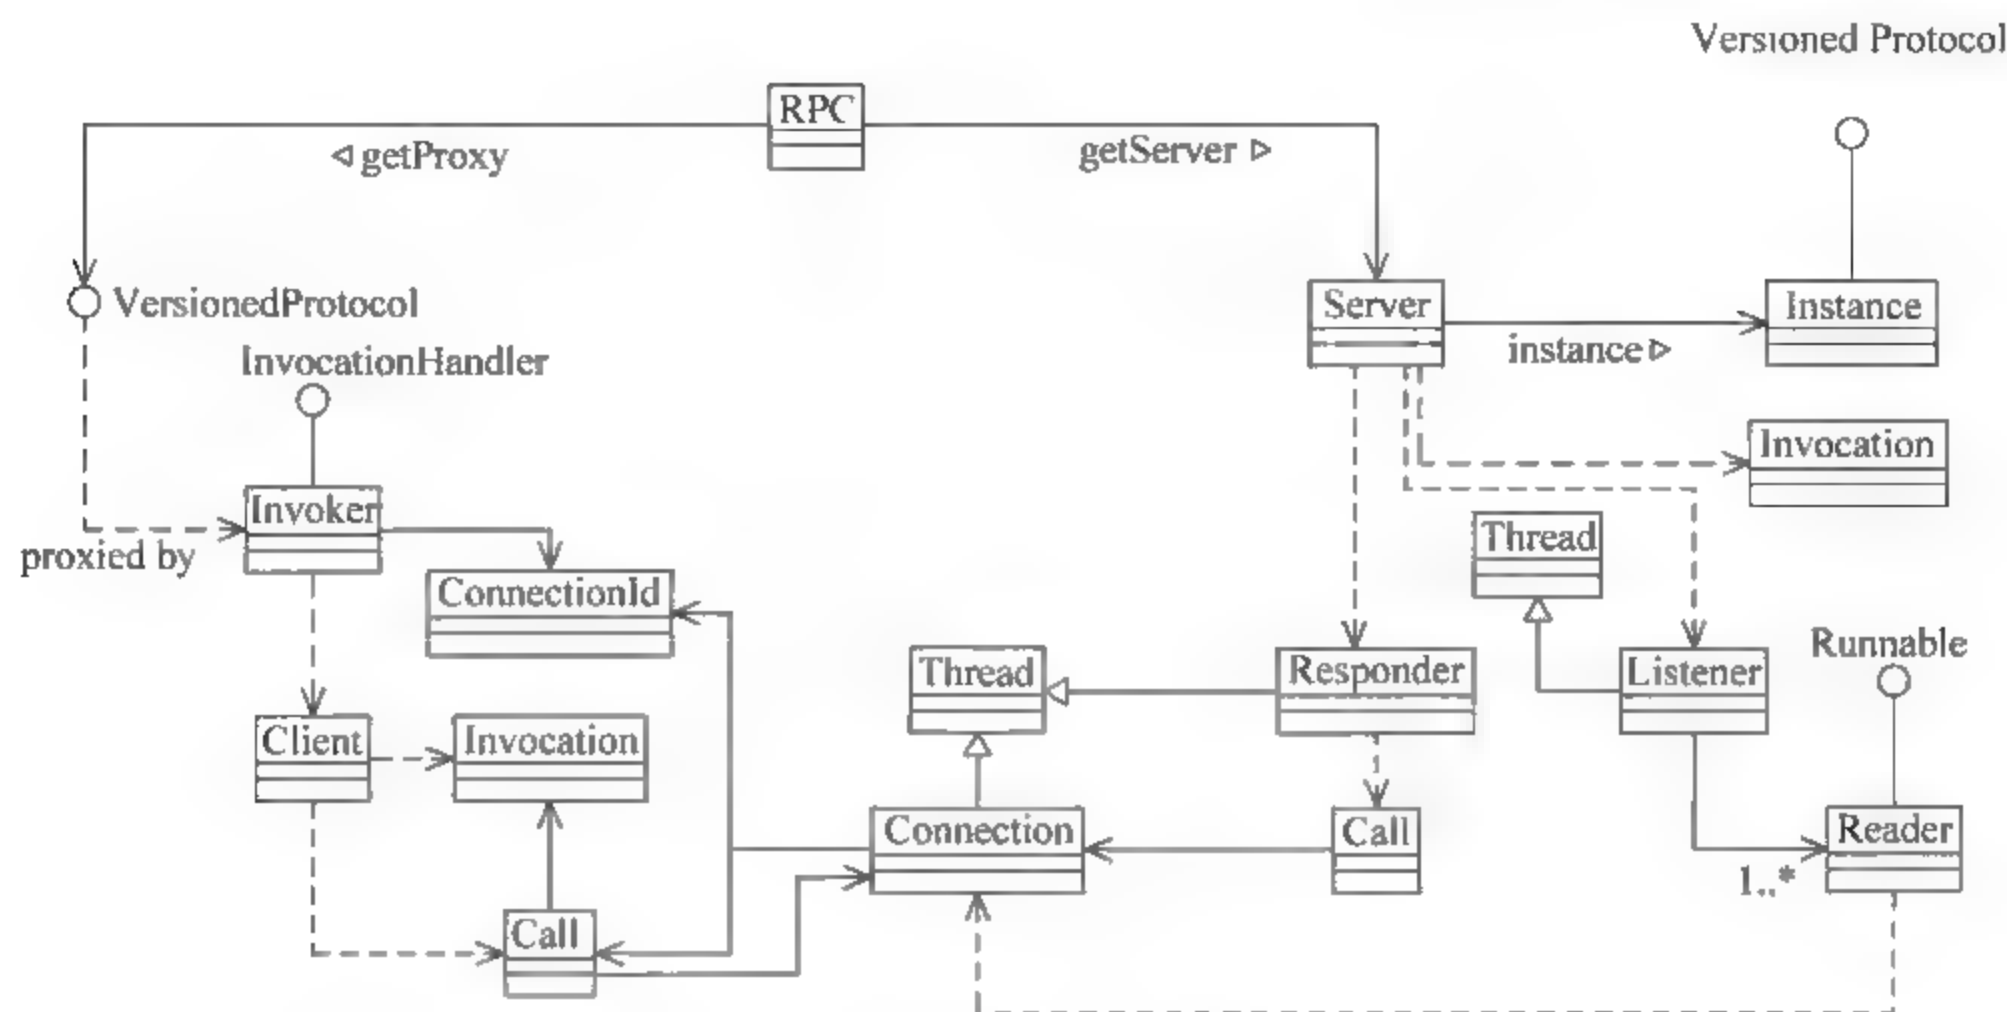 Versioned Protocol
RPC
getProxy
getServer
VersionedProtocol
Server
Instance
instance
InvocationHandler
Invocation
Invoker
Thread
proxied by
ConnectionId
Thread
Responder
Listener
Runnable
Client
Invocation
Connection
Call
Reader
1..*
Call